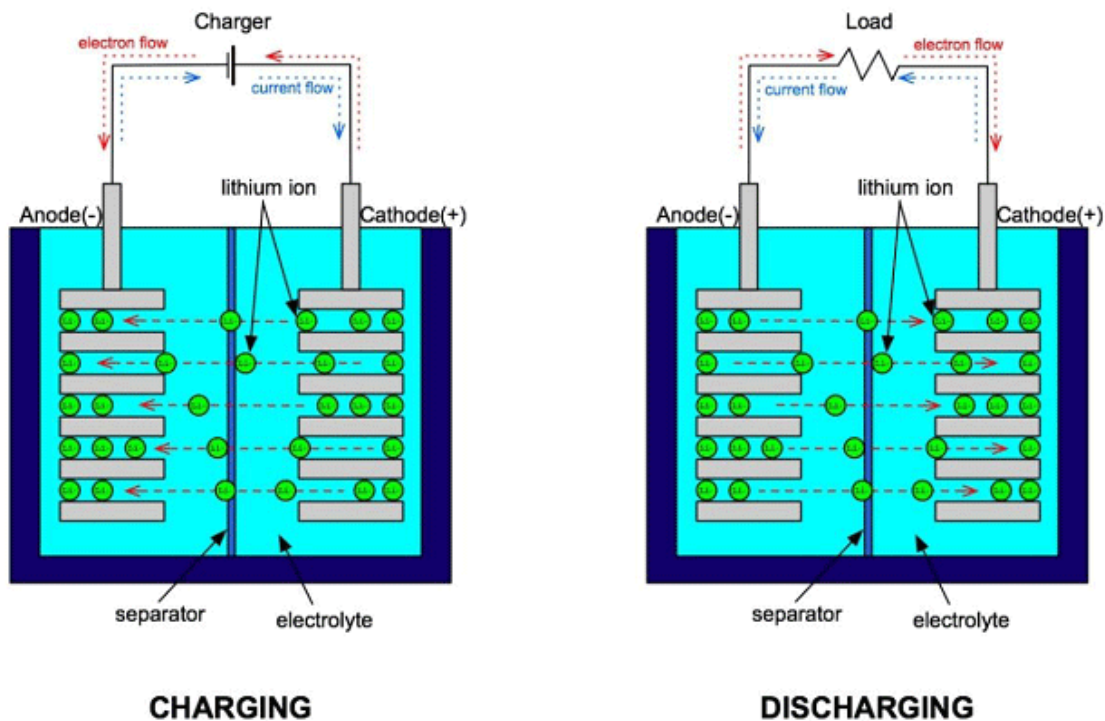 Charger
electron flow
current flow
lithium ion
Anode(-)
Cathode(+)
separator
electrolyte
CHARGING
Load
electron flow
current flow
lithium ion
Anode(-)
Cathode(+)
separator
electrolyte
DISCHARGING